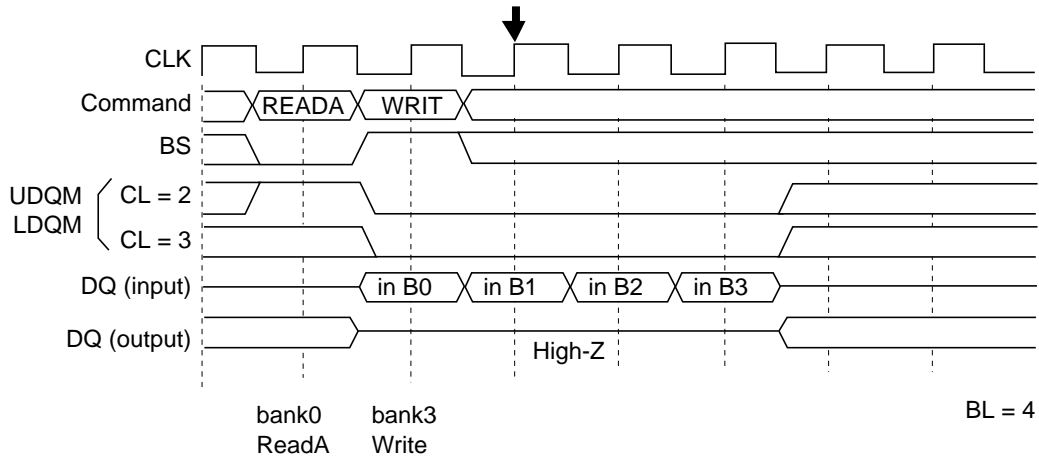 CLK
Command
READA
WRIT
BS
UDQM
LDQM
CL = 2
CL = 3
DQ (input)
in B0
in B1
in B2
in B3
DQ (output)
High-Z
bank0
ReadA
bank3
Write
BL = 4